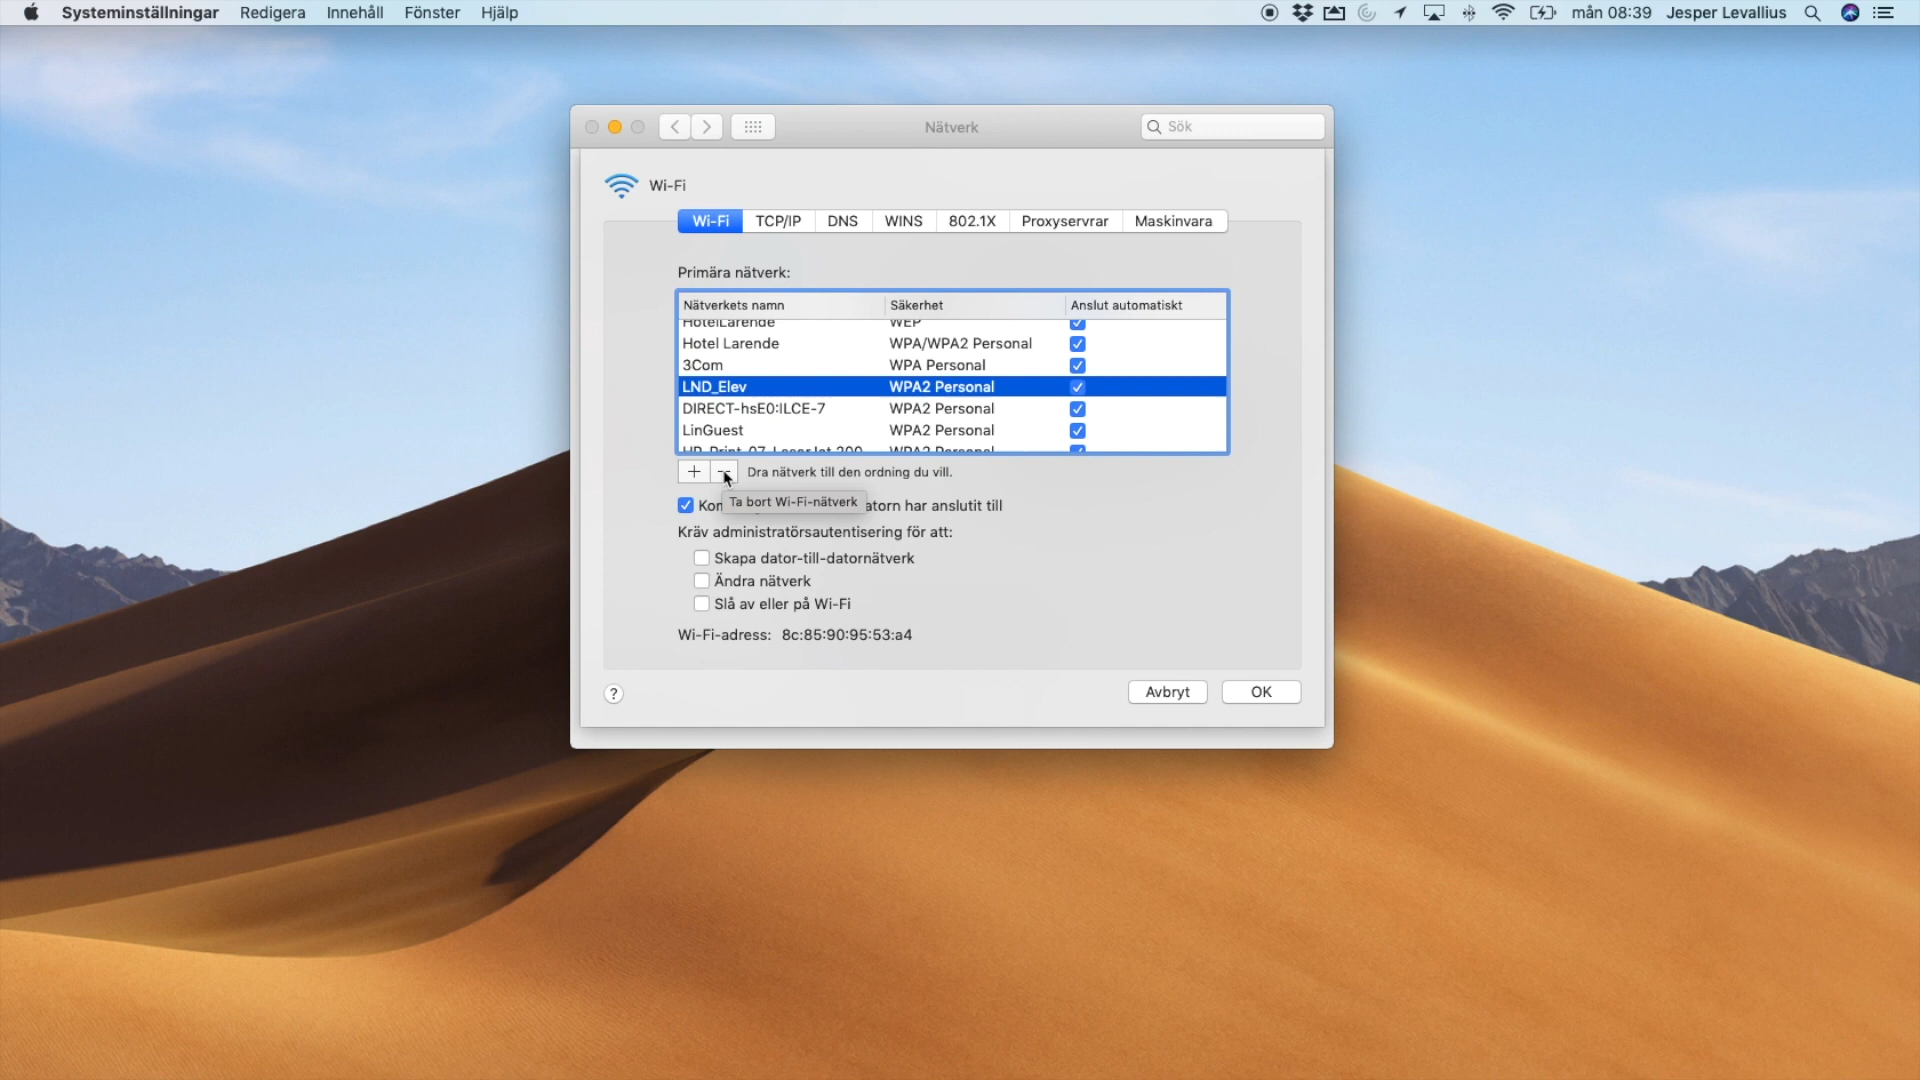 Systeminställningar Redigera Innehåll Fönster Hjälp mån 08:39 Jesper Levallius
Nätverk Sök
Wi-Fi
Wi-Fi TCP/IP DNS WINS 802.1X Proxyservrar Maskinvara
Primära nätverk:
Nätverkets namn Säkerhet Anslut automatiskt
HotelLarende WEP
Hotel Larende WPA/WPA2 Personal
3Com WPA Personal
LND_Elev WPA2 Personal
DIRECT-hsE0:ILCE-7 WPA2 Personal
LinGuest WPA2 Personal
WPA2 Personal
+ − Dra nätverk till den ordning du vill.
Ta bort Wi-Fi-nätverk
har anslutit till
Kräv administratörsautentisering för att:
Skapa dator-till-datornätverk
Ändra nätverk
Slå av eller på Wi-Fi
Wi-Fi-adress: 8c:85:90:95:53:a4
? Avbryt OK